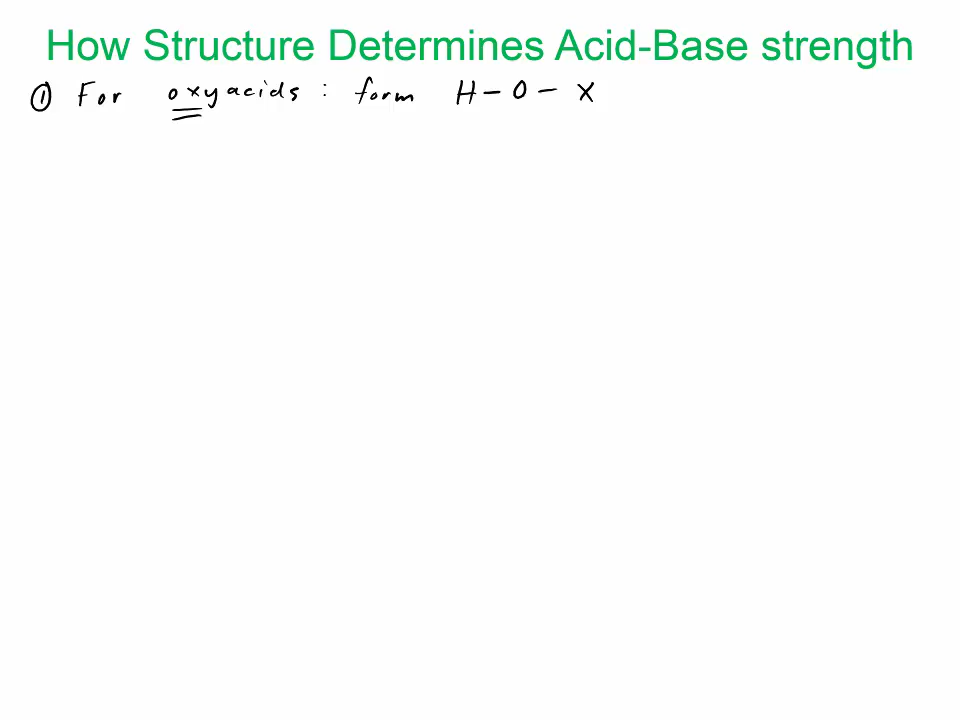 How Structure Determines Acid-Base strength
① For oxyacids : form H - O - X